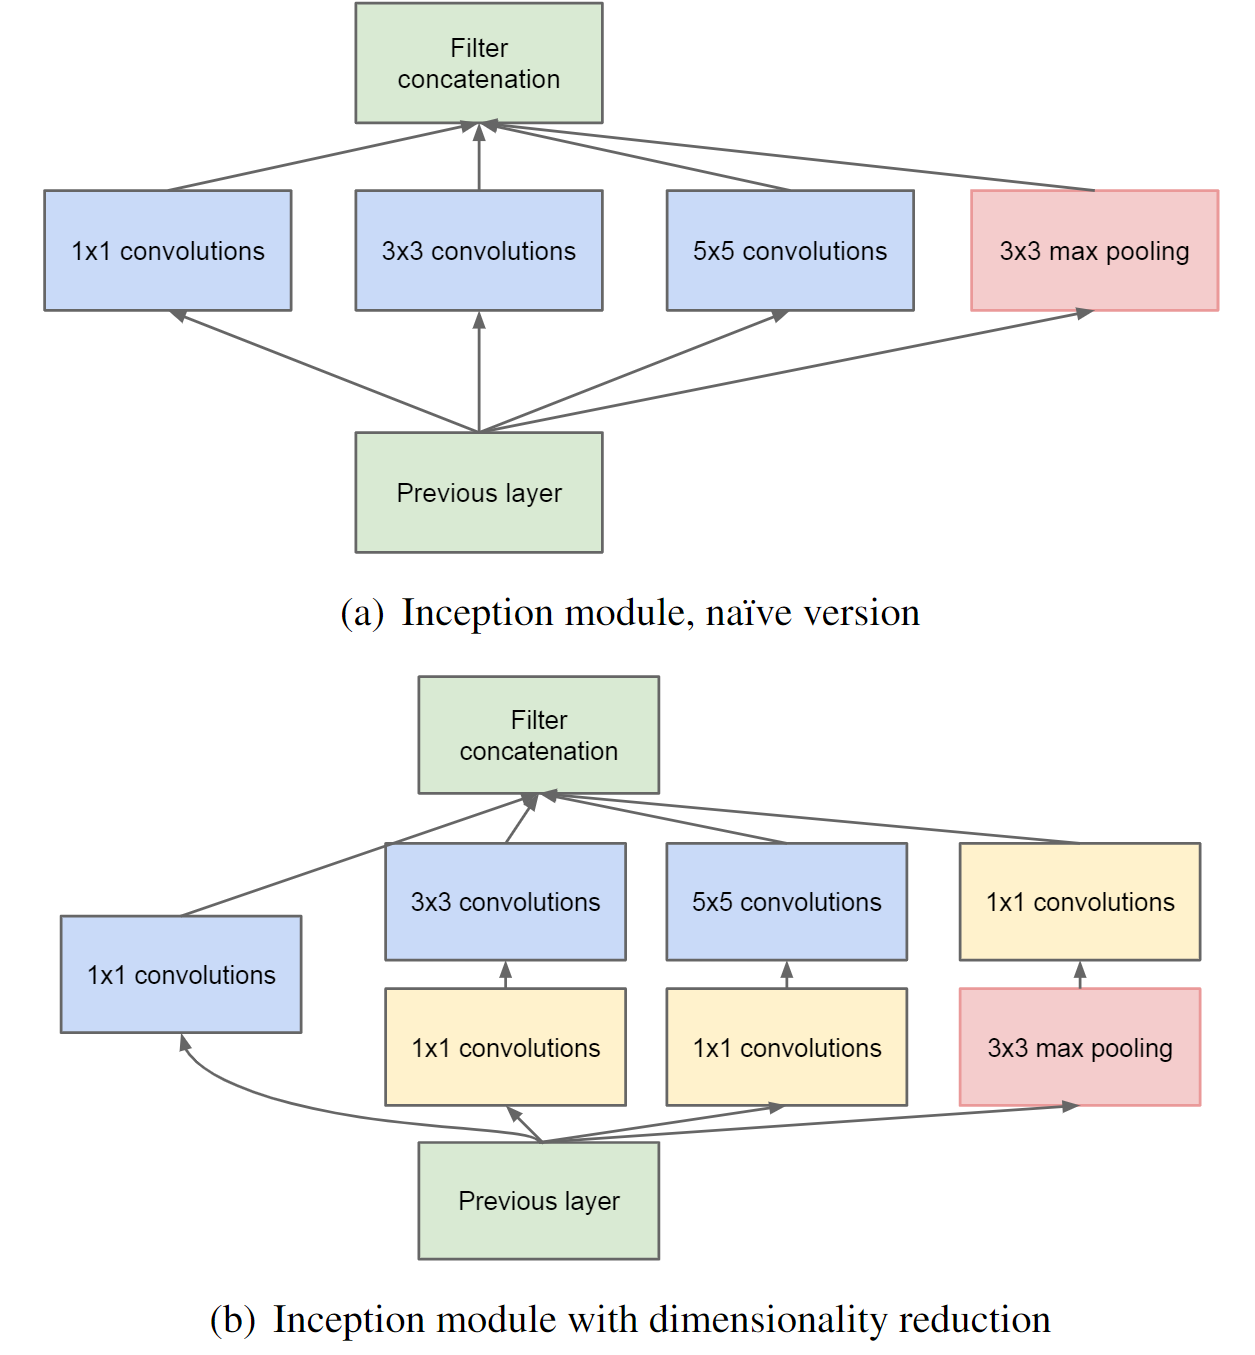 Filter
concatenation
1x1 convolutions
3x3 convolutions
5x5 convolutions
3x3 max pooling
Previous layer
(a) Inception module, naïve version
Filter
concatenation
3x3 convolutions
5x5 convolutions
1x1 convolutions
1x1 convolutions
1x1 convolutions
1x1 convolutions
3x3 max pooling
Previous layer
(b) Inception module with dimensionality reduction